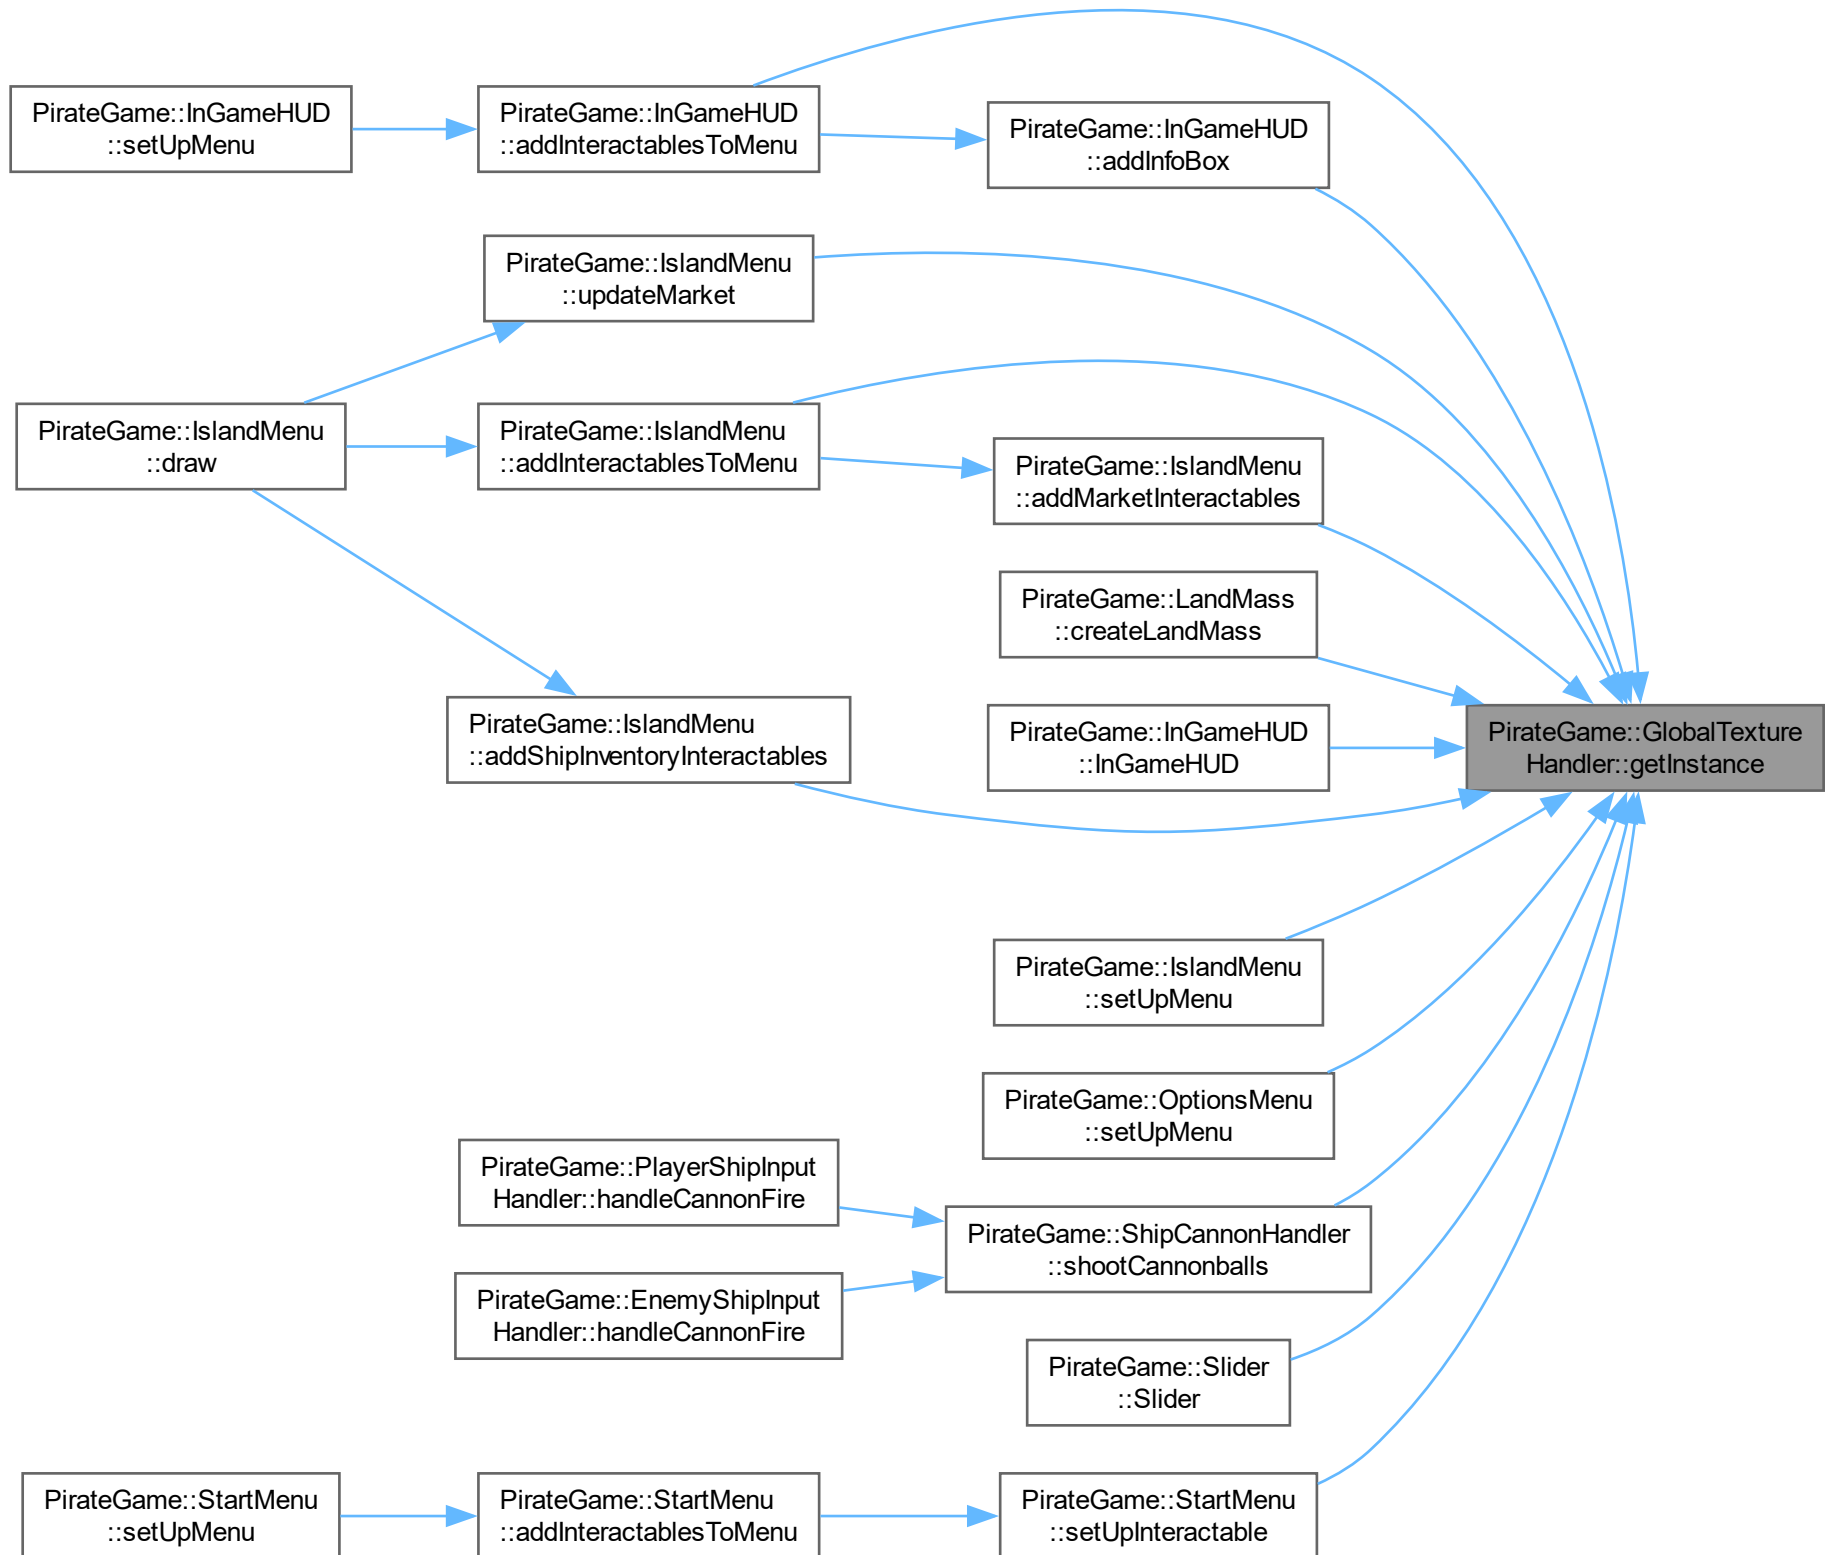 PirateGame::InGameHUD
::setUpMenu
PirateGame::InGameHUD
::addInteractablesToMenu
PirateGame::InGameHUD
::addInfoBox
PirateGame::IslandMenu
::updateMarket
PirateGame::IslandMenu
::draw
PirateGame::IslandMenu
::addInteractablesToMenu
PirateGame::IslandMenu
::addMarketInteractables
PirateGame::LandMass
::createLandMass
PirateGame::IslandMenu
::addShipInventoryInteractables
PirateGame::InGameHUD
::InGameHUD
PirateGame::GlobalTexture
Handler::getInstance
PirateGame::IslandMenu
::setUpMenu
PirateGame::OptionsMenu
::setUpMenu
PirateGame::PlayerShipInput
Handler::handleCannonFire
PirateGame::ShipCannonHandler
::shootCannonballs
PirateGame::EnemyShipInput
Handler::handleCannonFire
PirateGame::Slider
::Slider
PirateGame::StartMenu
::setUpMenu
PirateGame::StartMenu
::addInteractablesToMenu
PirateGame::StartMenu
::setUpInteractable